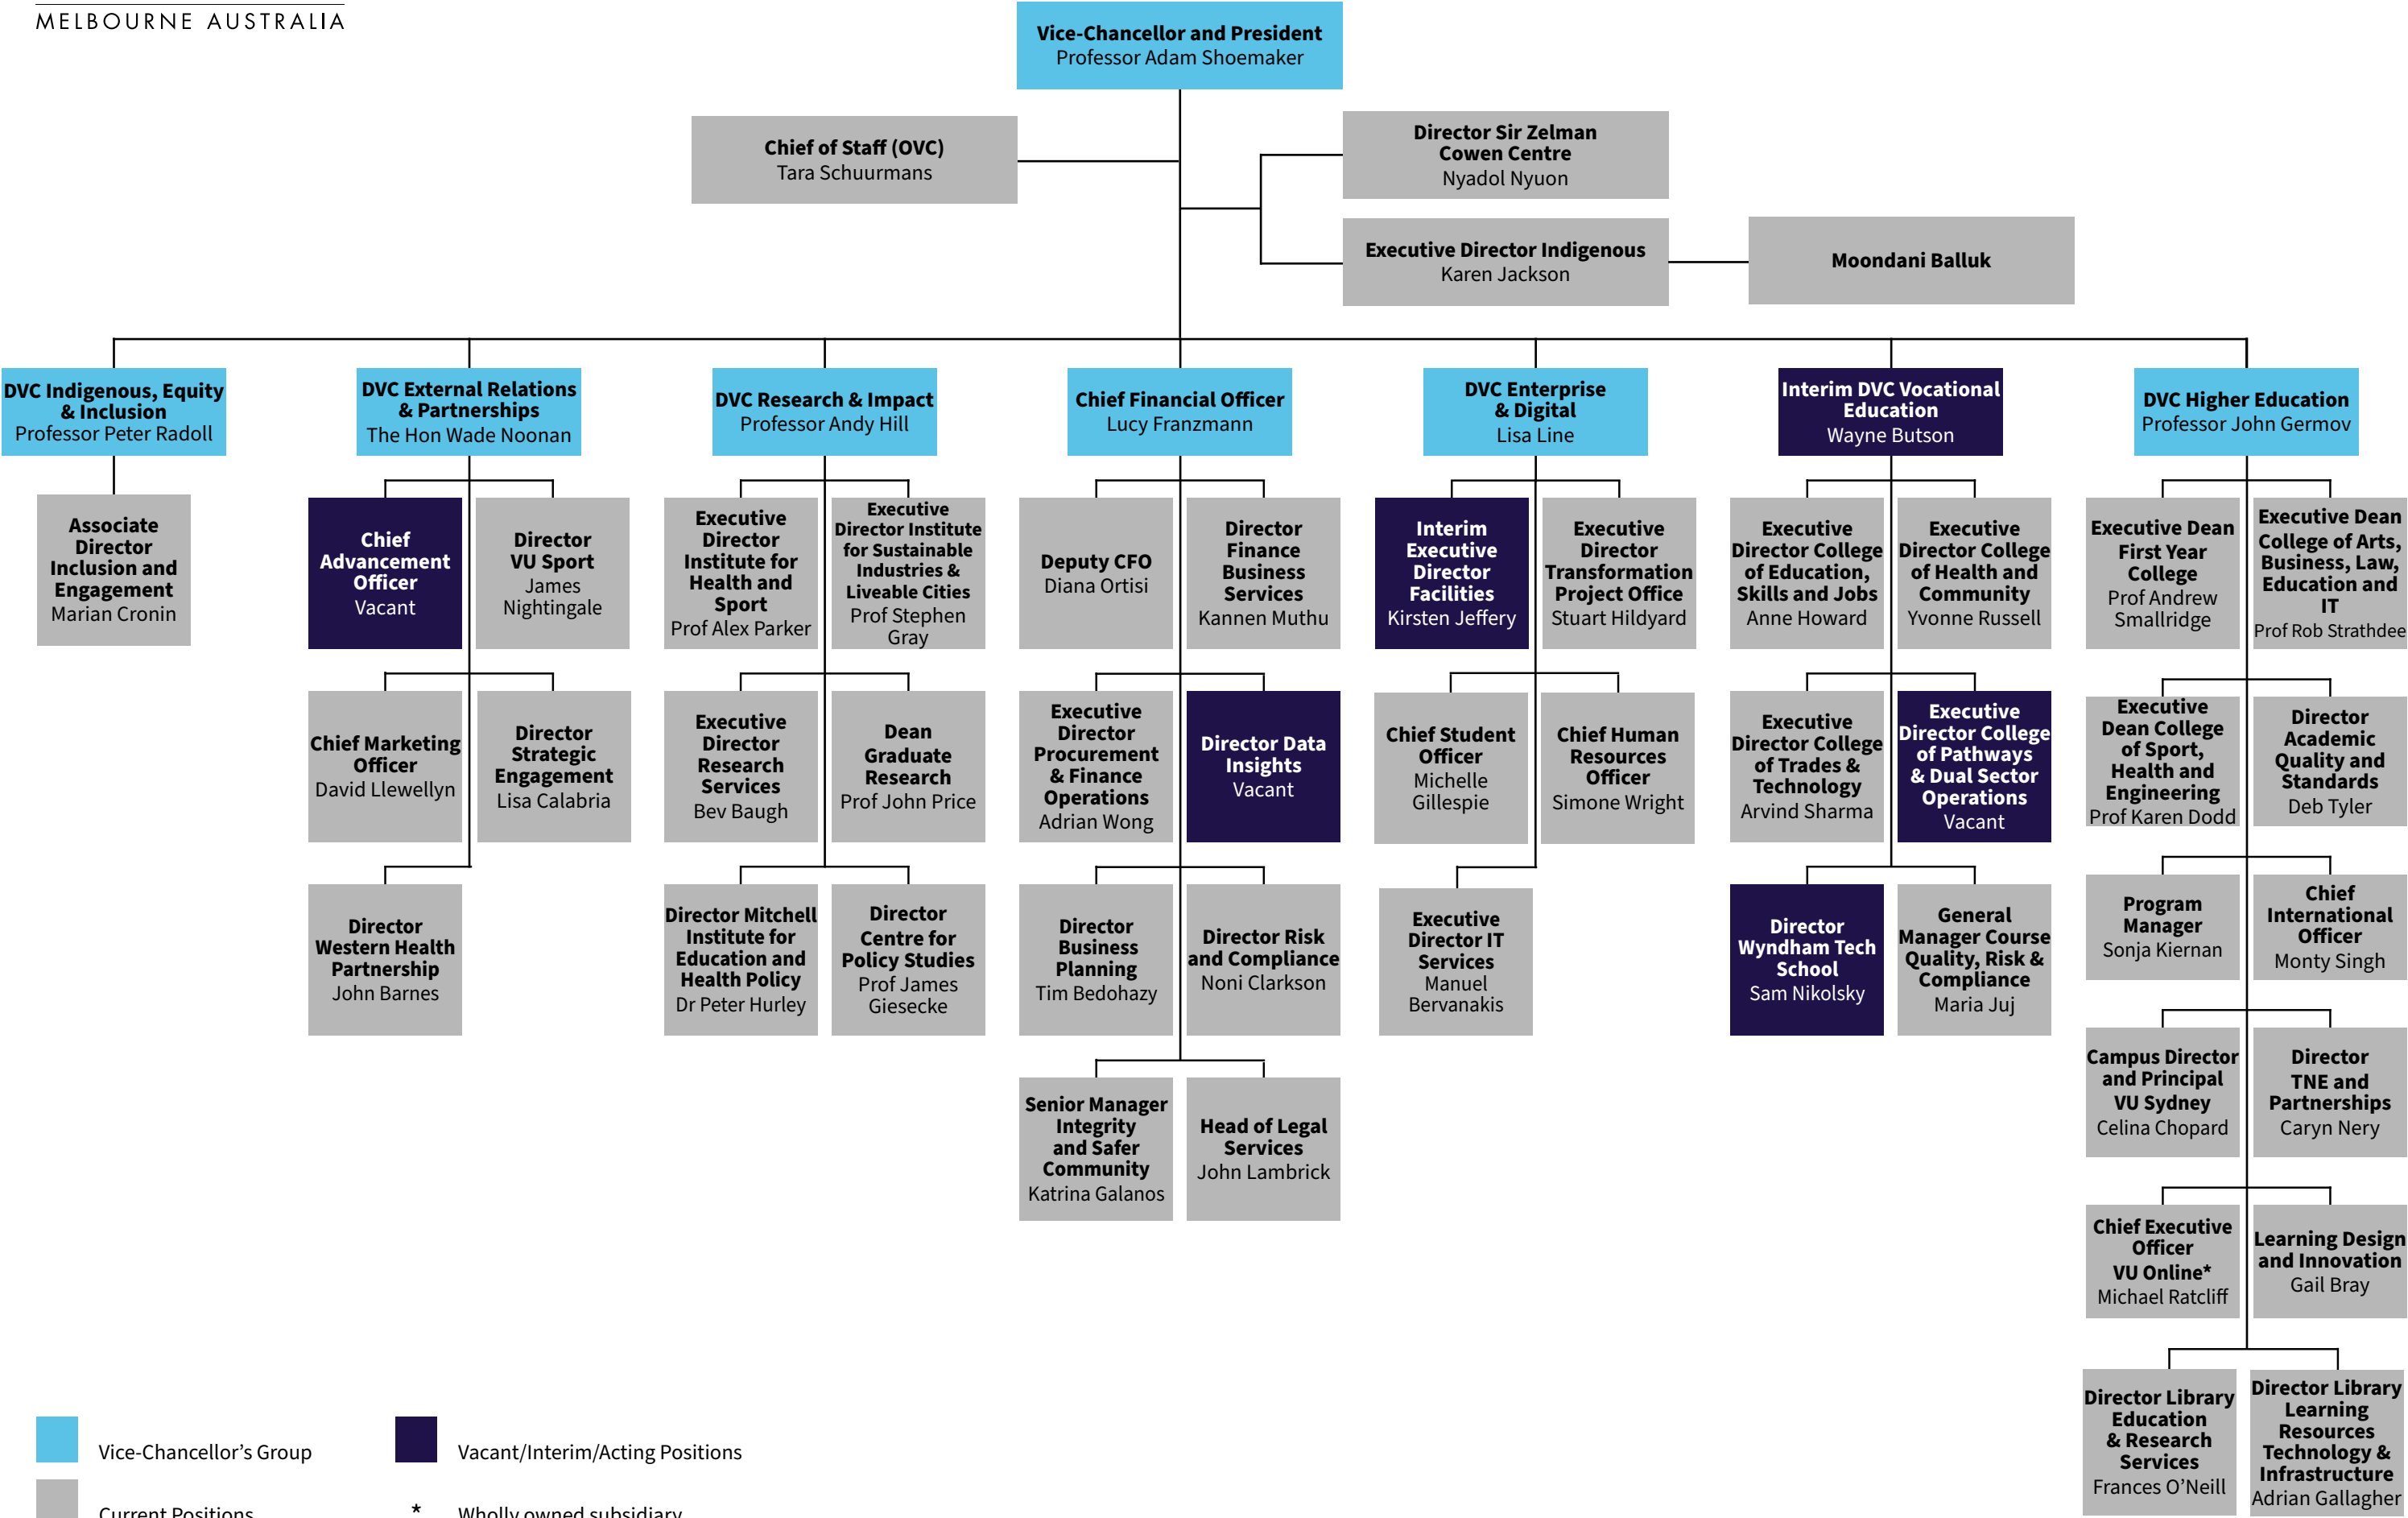 MELBOURNE AUSTRALIA
Vice-Chancellor and President
Professor Adam Shoemaker
Chief of Staff (OVC)
Tara Schuurmans
Director Sir Zelman
Cowen Centre
Nyadol Nyuon
Executive Director Indigenous
Karen Jackson
Moondani Balluk
DVC Indigenous, Equity
& Inclusion
Professor Peter Radoll
DVC External Relations
& Partnerships
The Hon Wade Noonan
DVC Research & Impact
Professor Andy Hill
Chief Financial Officer
Lucy Franzmann
DVC Enterprise
& Digital
Lisa Line
Interim DVC Vocational
Education
Wayne Butson
DVC Higher Education
Professor John Germov
Associate
Director
Inclusion and
Engagement
Marian Cronin
Chief
Advancement
Officer
Vacant
Director
VU Sport
James
Nightingale
Executive
Director
Institute for
Health and
Sport
Prof Alex Parker
Executive
Director Institute
for Sustainable
Industries &
Liveable Cities
Prof Stephen
Gray
Deputy CFO
Diana Ortisi
Director
Finance
Business
Services
Kannen Muthu
Interim
Executive
Director
Facilities
Kirsten Jeffery
Executive
Director
Transformation
Project Office
Stuart Hildyard
Executive
Director College
of Education,
Skills and Jobs
Anne Howard
Executive
Director College
of Health and
Community
Yvonne Russell
Executive Dean
First Year
College
Prof Andrew
Smallridge
Executive Dean
College of Arts,
Business, Law,
Education and
IT
Prof Rob Strathdee
Chief Marketing
Officer
David Llewellyn
Director
Strategic
Engagement
Lisa Calabria
Executive
Director
Research
Services
Bev Baugh
Dean
Graduate
Research
Prof John Price
Executive
Director
Procurement
& Finance
Operations
Adrian Wong
Director Data
Insights
Vacant
Chief Student
Officer
Michelle
Gillespie
Chief Human
Resources
Officer
Simone Wright
Executive
Director College
of Trades &
Technology
Arvind Sharma
Executive
Director College
of Pathways
& Dual Sector
Operations
Vacant
Executive
Dean College
of Sport,
Health and
Engineering
Prof Karen Dodd
Director
Academic
Quality and
Standards
Deb Tyler
Director
Western Health
Partnership
John Barnes
Director Mitchell
Institute for
Education and
Health Policy
Dr Peter Hurley
Director
Centre for
Policy Studies
Prof James
Giesecke
Director
Business
Planning
Tim Bedohazy
Director Risk
and Compliance
Noni Clarkson
Executive
Director IT
Services
Manuel
Bervanakis
Director
Wyndham Tech
School
Sam Nikolsky
General
Manager Course
Quality, Risk &
Compliance
Maria Juj
Program
Manager
Sonja Kiernan
Chief
International
Officer
Monty Singh
Senior Manager
Integrity
and Safer
Community
Katrina Galanos
Head of Legal
Services
John Lambrick
Campus Director
and Principal
VU Sydney
Celina Chopard
Director
TNE and
Partnerships
Caryn Nery
Chief Executive
Officer
VU Online*
Michael Ratcliff
Learning Design
and Innovation
Gail Bray
Director Library
Education
& Research
Services
Frances O’Neill
Director Library
Learning
Resources
Technology &
Infrastructure
Adrian Gallagher
Vice-Chancellor’s Group
Vacant/Interim/Acting Positions
Current Positions
* Wholly owned subsidiary